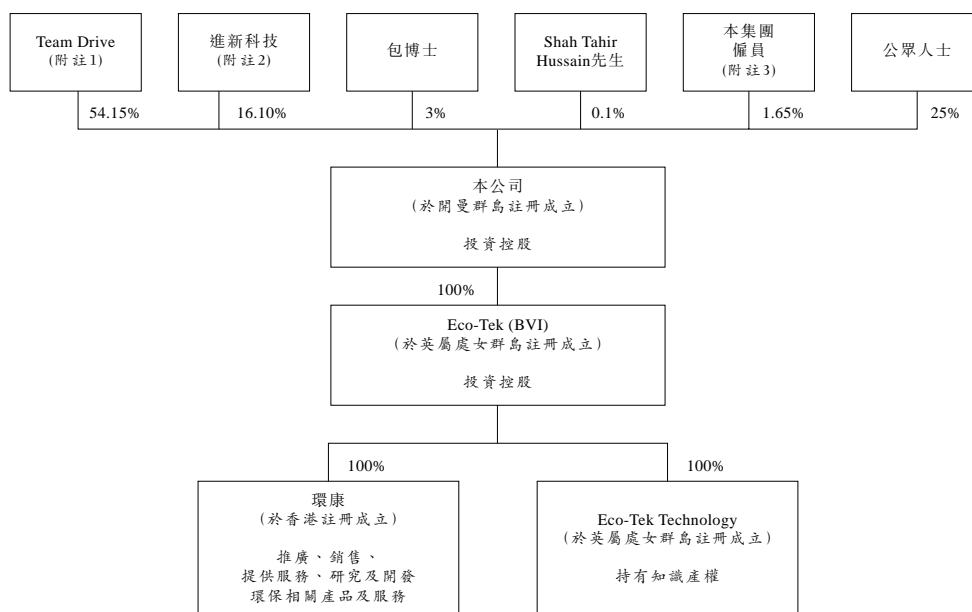 Team Drive
(附註1)
進新科技
(附註2)
包博士
Shah Tahir
Hussain先生
本集團
僱員
(附註3)
公眾人士
54.15%
16.10%
3%
0.1%
1.65%
25%
本公司
(於開曼群島註冊成立)
投資控股
100%
Eco-Tek (BVI)
(於英屬處女群島註冊成立)
投資控股
100%
100%
環康
(於香港註冊成立)
推廣、銷售、
提供服務、研究及開發
環保相關產品及服務
Eco-Tek Technology
(於英屬處女群島註冊成立)
持有知識產權